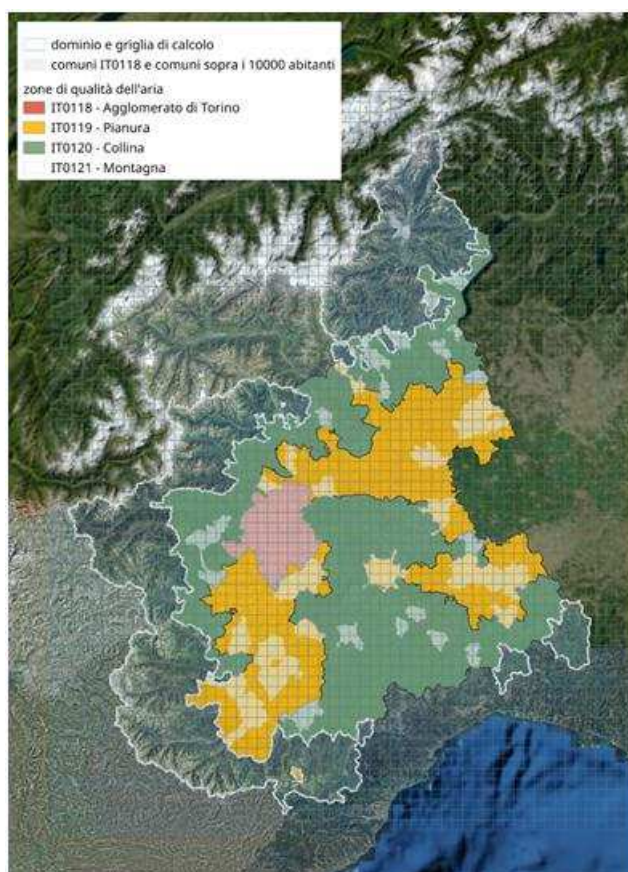 dominio e griglia di calcolo
comuni IT0118 e comuni sopra i 10000 abitanti
zone di qualità dell'aria
IT0118 - Agglomerato di Torino
IT0119 - Pianura
IT0120 - Collina
IT0121 - Montagna